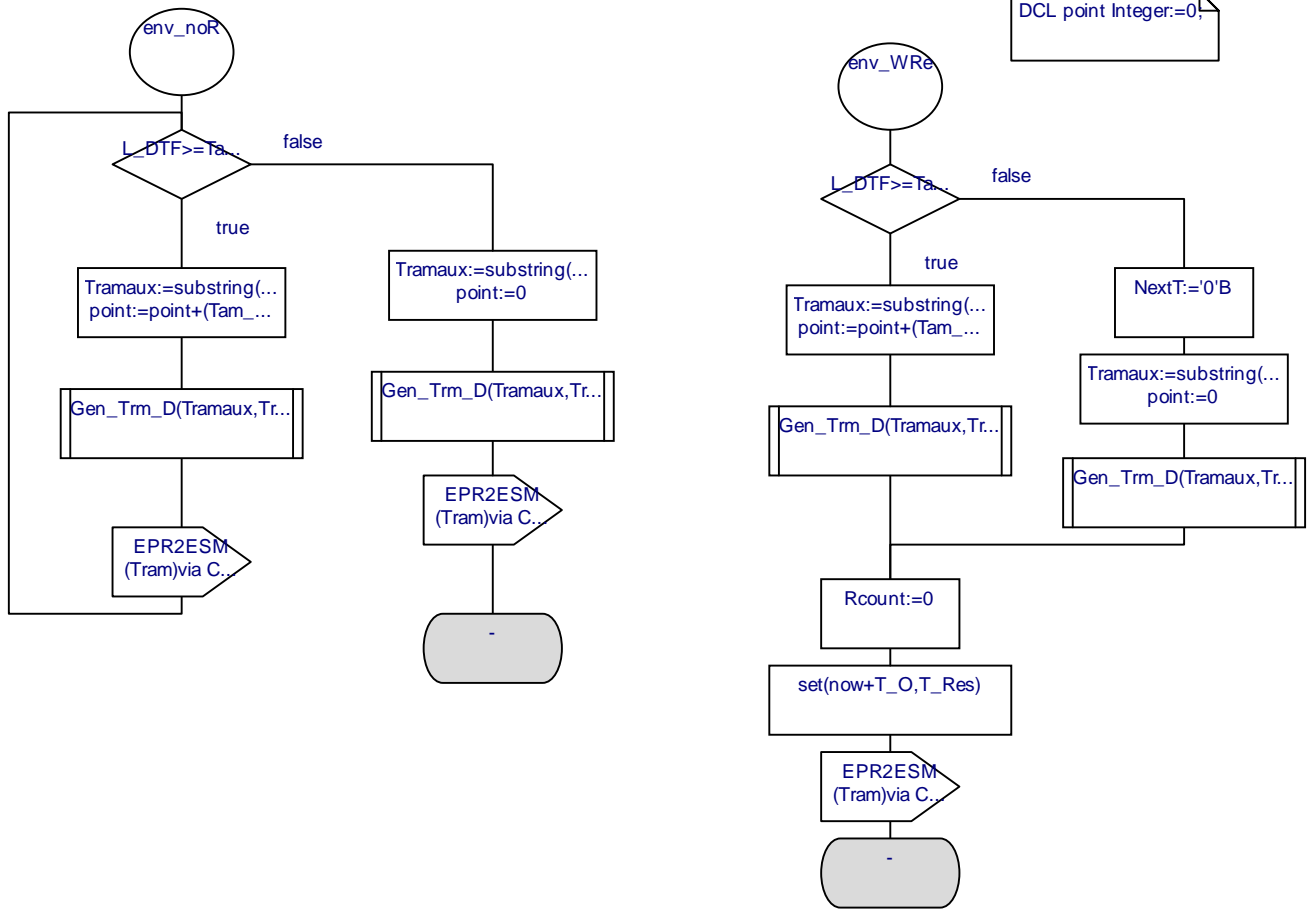 env_noR
L_DTF>=Ta...
false
true
Tramaux:=substring(...
point:=point+(Tam_...
Gen_Trm_D(Tramaux,Tr...
EPR2ESM
(Tram)via C...
Tramaux:=substring(...
point:=0
Gen_Trm_D(Tramaux,Tr...
EPR2ESM
(Tram)via C...
-
DCL point Integer:=0;
env_WRe
L_DTF>=Ta...
false
true
Tramaux:=substring(...
point:=point+(Tam_...
Gen_Trm_D(Tramaux,Tr...
NextT:='0'B
Tramaux:=substring(...
point:=0
Gen_Trm_D(Tramaux,Tr...
Rcount:=0
set(now+T_O,T_Res)
EPR2ESM
(Tram)via C...
-